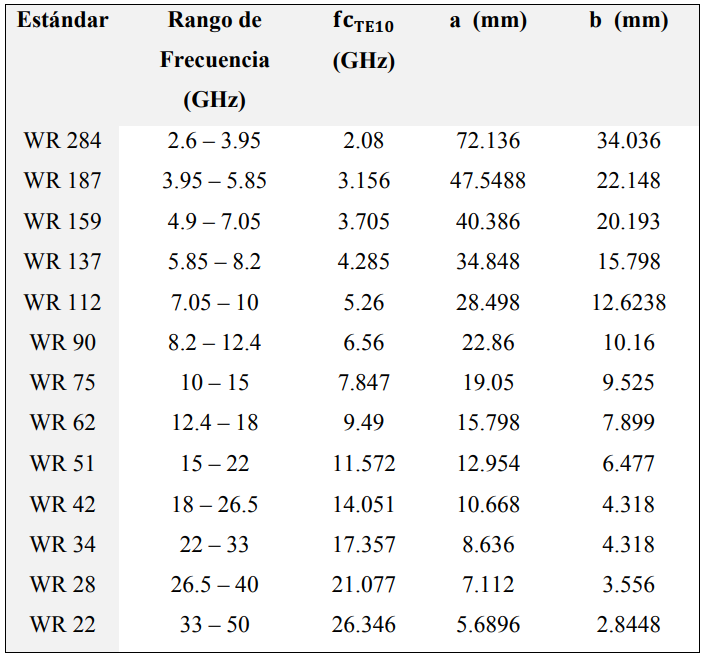 Estándar Rango de Frecuencia (GHz) fcTE10 (GHz) a (mm) b (mm)
WR 284 2.6 – 3.95 2.08 72.136 34.036
WR 187 3.95 – 5.85 3.156 47.5488 22.148
WR 159 4.9 – 7.05 3.705 40.386 20.193
WR 137 5.85 – 8.2 4.285 34.848 15.798
WR 112 7.05 – 10 5.26 28.498 12.6238
WR 90 8.2 – 12.4 6.56 22.86 10.16
WR 75 10 – 15 7.847 19.05 9.525
WR 62 12.4 – 18 9.49 15.798 7.899
WR 51 15 – 22 11.572 12.954 6.477
WR 42 18 – 26.5 14.051 10.668 4.318
WR 34 22 – 33 17.357 8.636 4.318
WR 28 26.5 – 40 21.077 7.112 3.556
WR 22 33 – 50 26.346 5.6896 2.8448